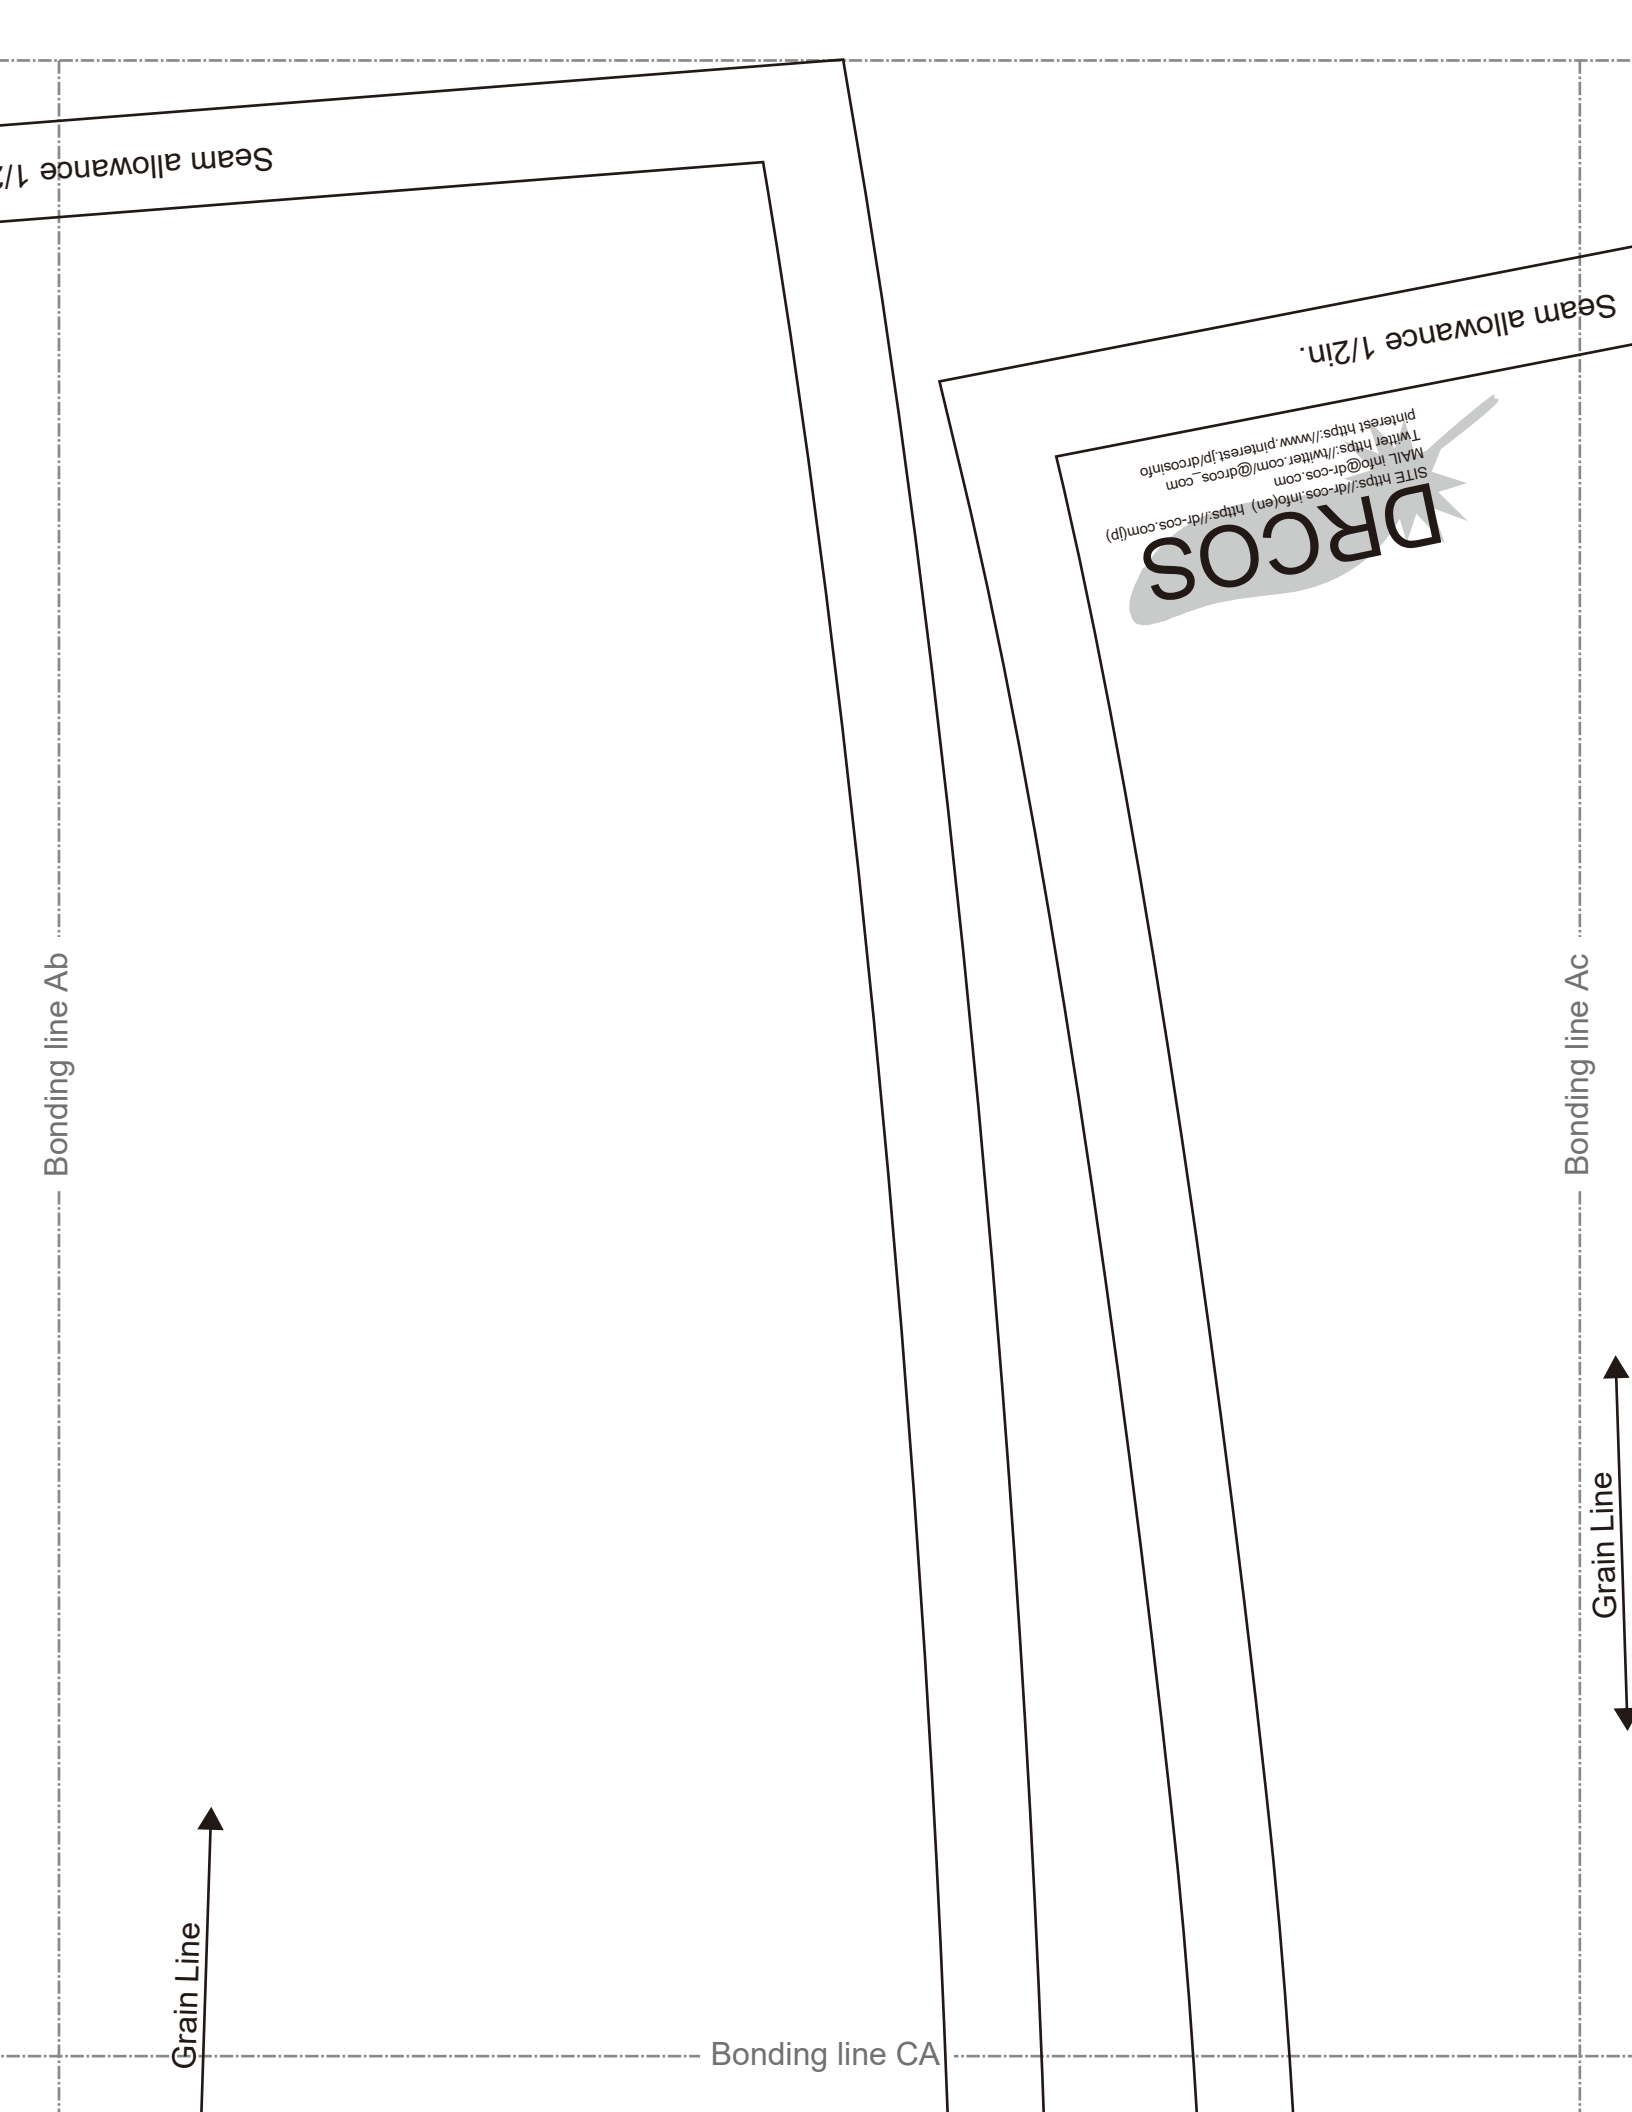 Seam allowance 1/2
Seam allowance 1/2in.
DRCOS
SITE https://dr-cos.info(en) https://dr-cos.com(jp)
MAIL info@dr-cos.com
Twitter https://twitter.com/@drcos_com
pinterest https://www.pinterest.jp/drcosinfo
Bonding line Ab
Bonding line Ac
Grain Line
Grain Line
Bonding line CA